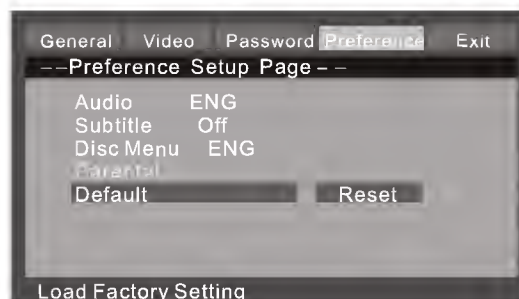 General Video Password Preference Exit
--Preference Setup Page--
Audio ENG
Subtitle Off
Disc Menu ENG
Parental
Default Reset
Load Factory Setting